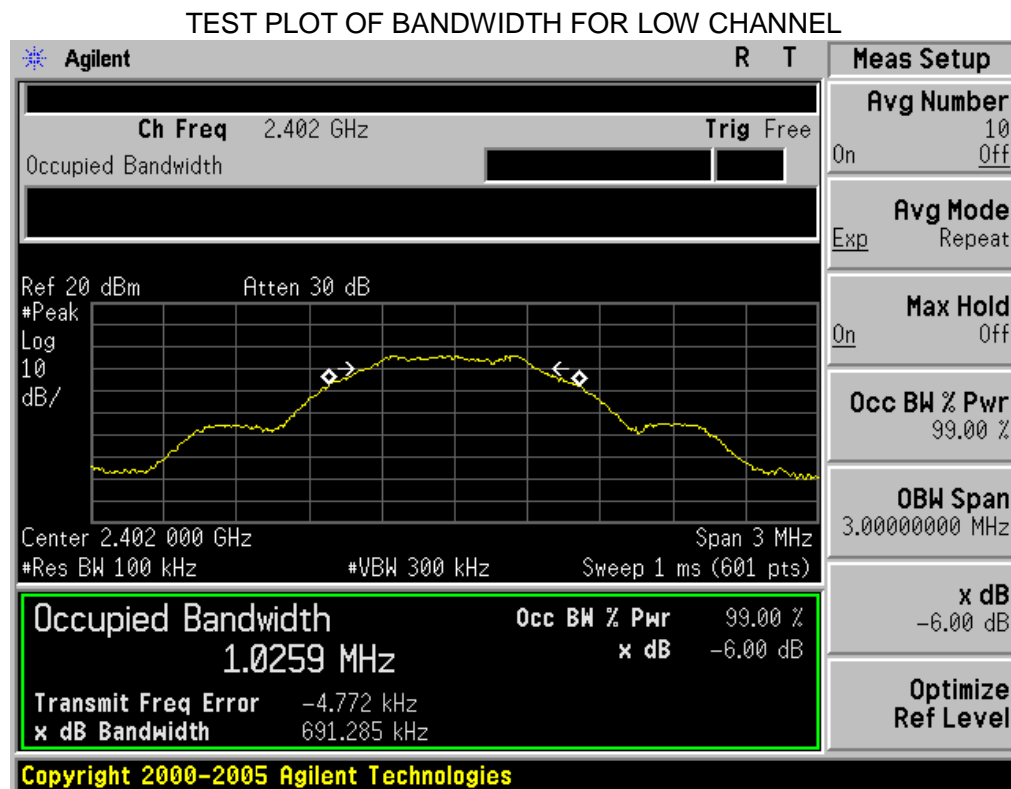 TEST PLOT OF BANDWIDTH FOR LOW CHANNEL
Agilent R T
Ch Freq 2.402 GHz Trig Free
Occupied Bandwidth
Ref 20 dBm Atten 30 dB
#Peak
Log
10
dB/
Center 2.402 000 GHz Span 3 MHz
#Res BW 100 kHz #VBW 300 kHz Sweep 1 ms (601 pts)
Occupied Bandwidth Occ BW % Pwr 99.00 %
1.0259 MHz x dB -6.00 dB
Transmit Freq Error -4.772 kHz
x dB Bandwidth 691.285 kHz
Copyright 2000-2005 Agilent Technologies
Meas Setup
Avg Number
10
On Off
Avg Mode
Exp Repeat
Max Hold
On Off
Occ BW % Pwr
99.00 %
OBW Span
3.00000000 MHz
x dB
-6.00 dB
Optimize
Ref Level